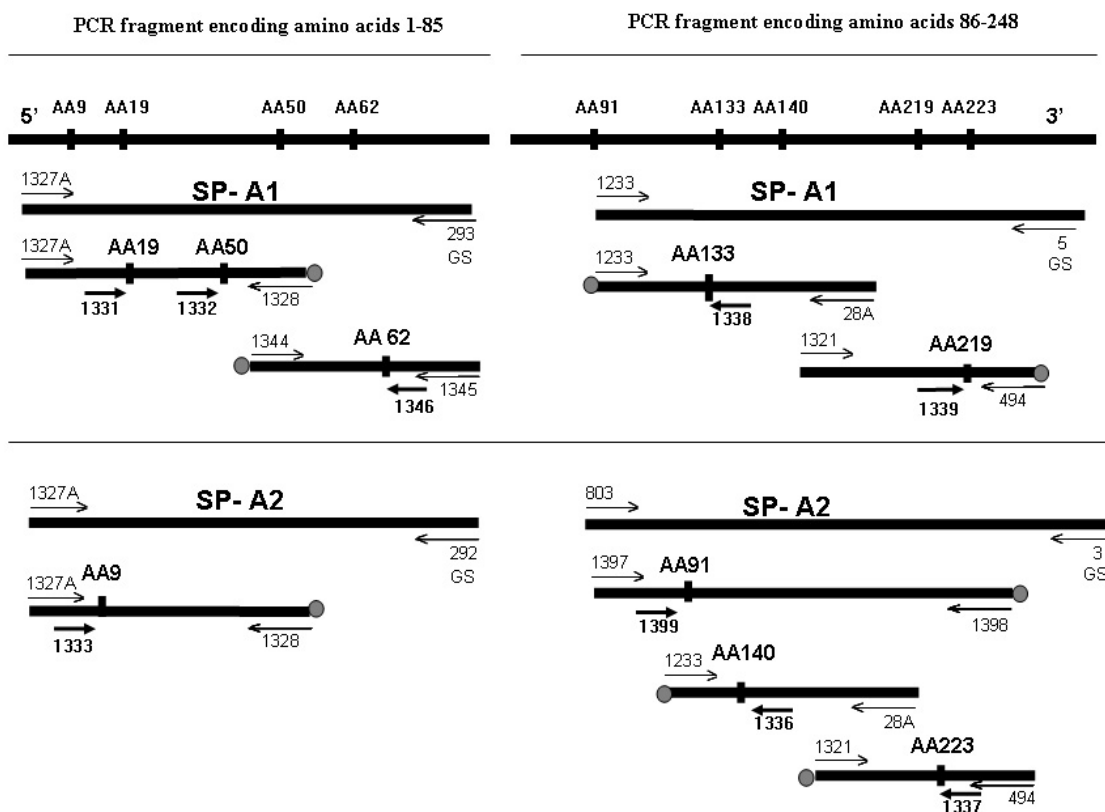 PCR fragment encoding amino acids 1-85
PCR fragment encoding amino acids 86-248
5’ AA9 AA19 AA50 AA62
AA91 AA133 AA140 AA219 AA223 3’
1327A
SP- A1
293
GS
1327A
AA19 AA50
1331 1332 1328
1344
AA 62
1345
1346
1233
SP- A1
5
GS
1233
AA133
1338
28A
1321
AA219
1339 494
1327A
SP- A2
292
GS
1327A
AA9
1333 1328
803
SP- A2
3
GS
1397
AA91
1399 1398
1233
AA140
1336 28A
1321
AA223
1337 494